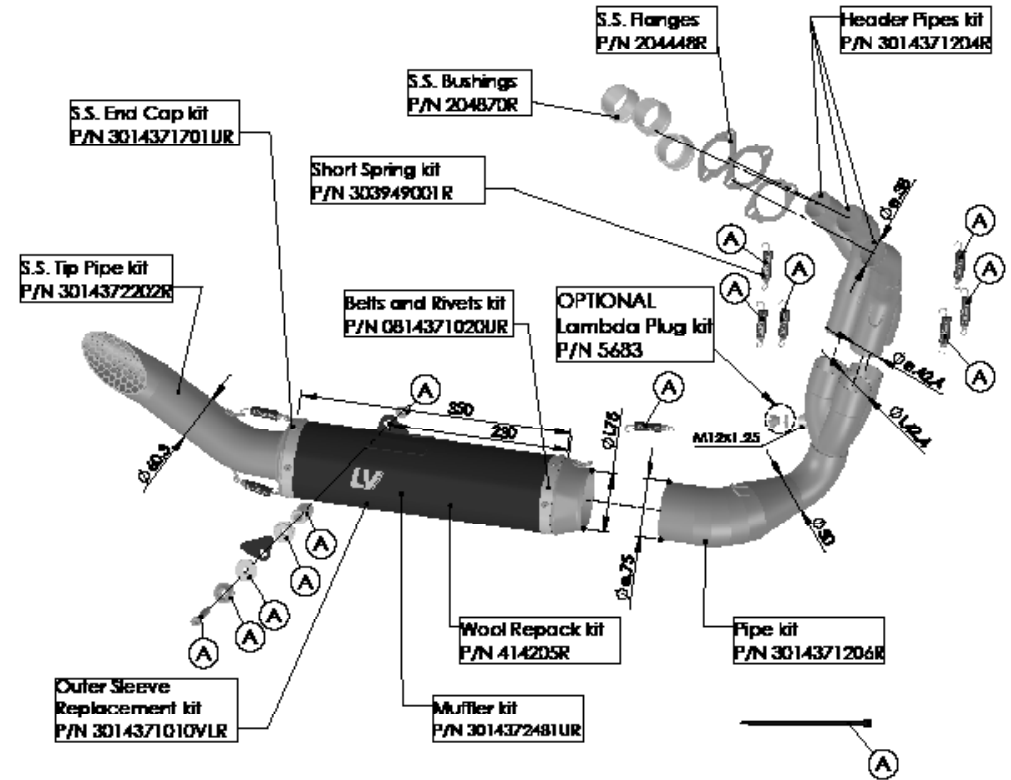 S.S. Flanges
P/N 204448R
Header Pipes kit
P/N 3014371204R
S.S. Bushings
P/N 204870R
S.S. End Cap kit
P/N 3014371701UR
Short Spring kit
P/N 303949001R
Ø e.38
A
A
A
A
A
A
S.S. Tip Pipe kit
P/N 3014372202R
Belts and Rivets kit
P/N 0814371020UR
OPTIONAL
Lambda Plug kit
P/N 5683
Ø e.42,4
Ø i.42,4
A
A
350
230
Ø i.75
M12x1.25
Ø 60.3
LV
Ø 50
Ø e.75
A
A
A
A
A
Wool Repack kit
P/N 414205R
Pipe kit
P/N 3014371206R
Outer Sleeve
Replacement kit
P/N 3014371010VLR
Muffler kit
P/N 3014372481UR
A